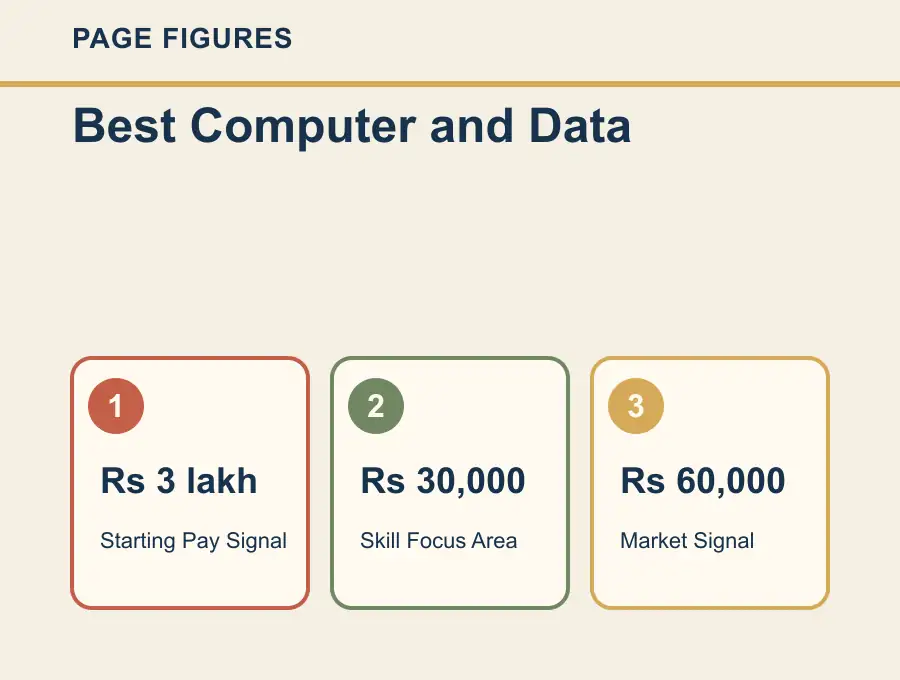 PAGE FIGURES
Best Computer and Data
1
Rs 3 lakh
Starting Pay Signal
2
Rs 30,000
Skill Focus Area
3
Rs 60,000
Market Signal